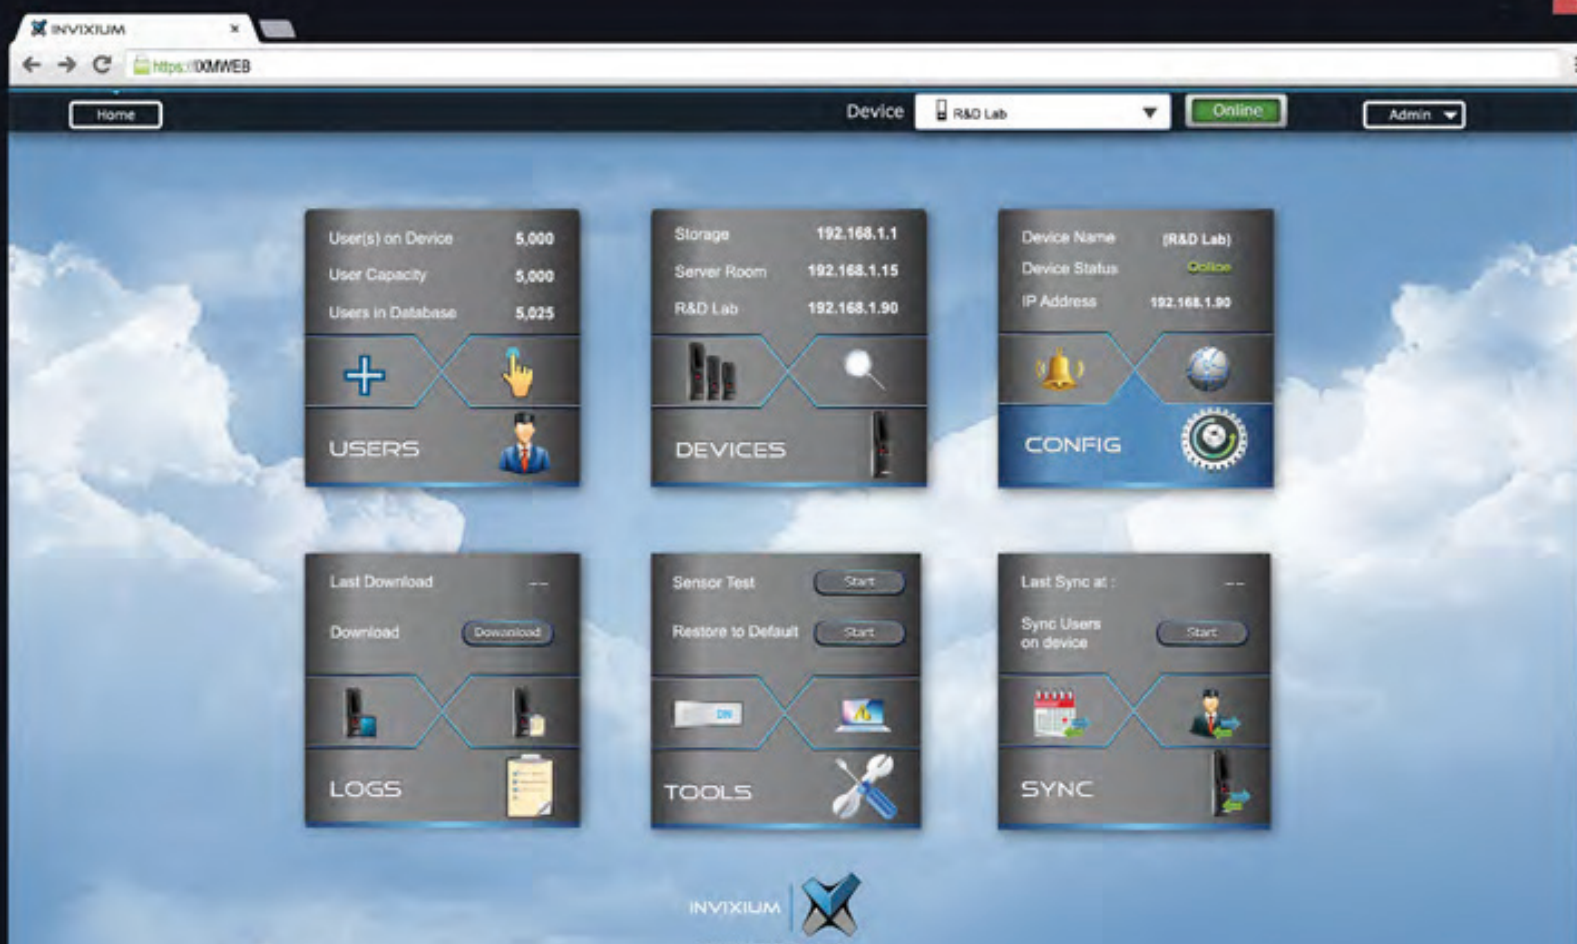 INVIXIUM ×
https://IXMWEB
Home Device R&D Lab Online Admin
User(s) on Device 5,000
User Capacity 5,000
Users in Database 5,025
USERS
Storage 192.168.1.1
Server Room 192.168.1.15
R&D Lab 192.168.1.90
DEVICES
Device Name (R&D Lab)
Device Status Online
IP Address 192.168.1.90
CONFIG
Last Download --
Download Download
LOGS
Sensor Test Start
Restore to Default Start
ON
TOOLS
Last Sync at : --
Sync Users
on device Start
SYNC
INVIXIUM